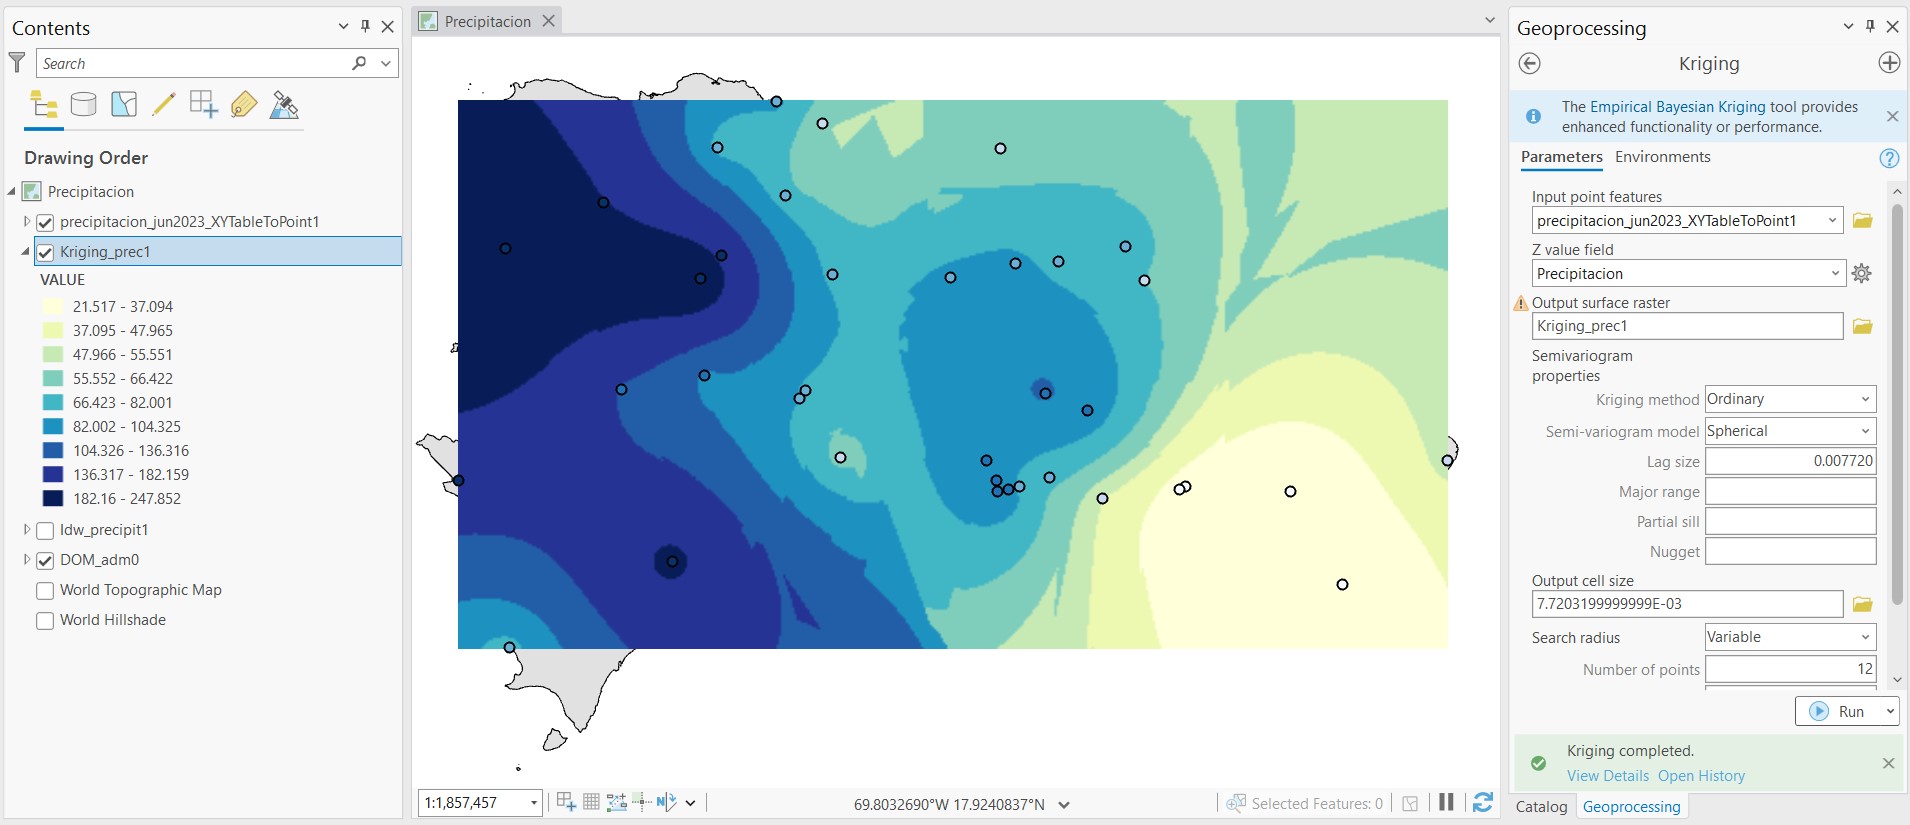 Contents
Search
Drawing Order
Precipitacion
precipitacion_jun2023_XYTableToPoint1
Kriging_prec1
VALUE
21.517 - 37.094
37.095 - 47.965
47.966 - 55.551
55.552 - 66.422
66.423 - 82.001
82.002 - 104.325
104.326 - 136.316
136.317 - 182.159
182.16 - 247.852
Idw_precipit1
DOM_adm0
World Topographic Map
World Hillshade
Precipitacion
1:1,857,457
69.8032690°W 17.9240837°N
Selected Features: 0
Geoprocessing
Kriging
The Empirical Bayesian Kriging tool provides
enhanced functionality or performance.
Parameters Environments
Input point features
precipitacion_jun2023_XYTableToPoint1
Z value field
Precipitacion
Output surface raster
Kriging_prec1
Semivariogram
properties
Kriging method Ordinary
Semi-variogram model Spherical
Lag size 0.007720
Major range
Partial sill
Nugget
Output cell size
7.7203199999999E-03
Search radius Variable
Number of points 12
Run
Kriging completed.
View Details Open History
Catalog Geoprocessing